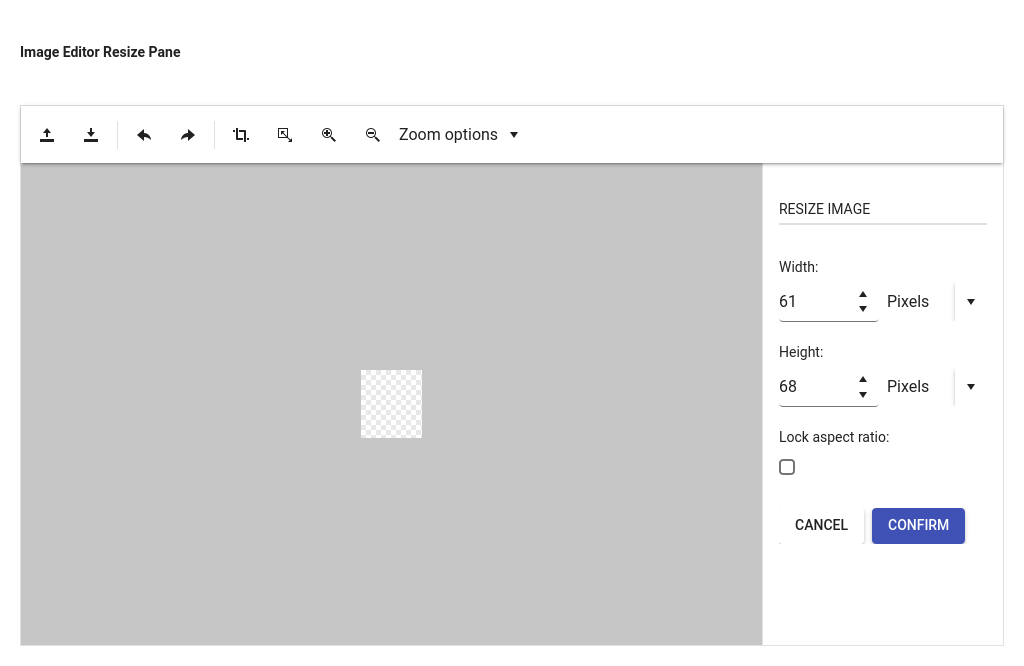 Image Editor Resize Pane
Zoom options
RESIZE IMAGE
Width:
61 Pixels
Height:
68 Pixels
Lock aspect ratio:
CANCEL CONFIRM